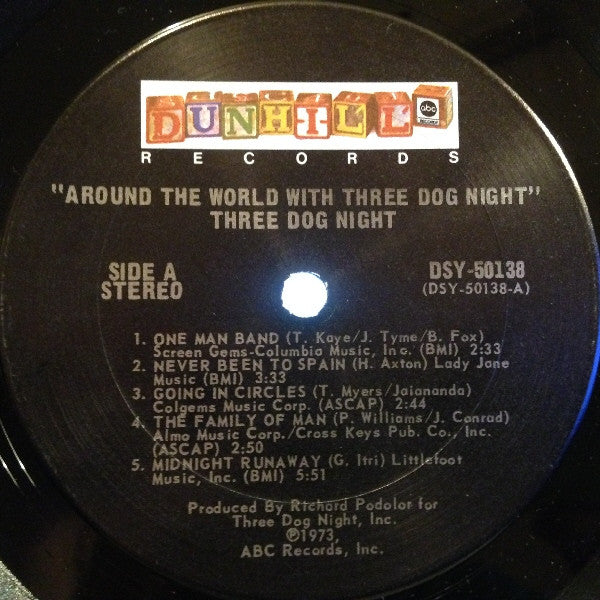 DUNHILL abc
RECORDS
"AROUND THE WORLD WITH THREE DOG NIGHT"
THREE DOG NIGHT
SIDE A
STEREO
DSY-50138
(DSY-50138-A)
1. ONE MAN BAND (T. Kaye/J. Tyme/B. Fox)
Screen Gems-Columbia Music, Inc. (BMI) 2:33
2. NEVER BEEN TO SPAIN (H. Axton) Lady Jane
Music (BMI) 3:33
3. GOING IN CIRCLES (T. Myers/Jaiananda)
Colgems Music Corp. (ASCAP) 2:44
4. THE FAMILY OF MAN (P. Williams/J. Conrad)
Almo Music Corp./Cross Keys Pub. Co., Inc.
(ASCAP) 2:50
5. MIDNIGHT RUNAWAY (G. Itri) Littlefoot
Music, Inc. (BMI) 5:51
Produced By Richard Podolor for
Three Dog Night, Inc.
℗1973,
ABC Records, Inc.